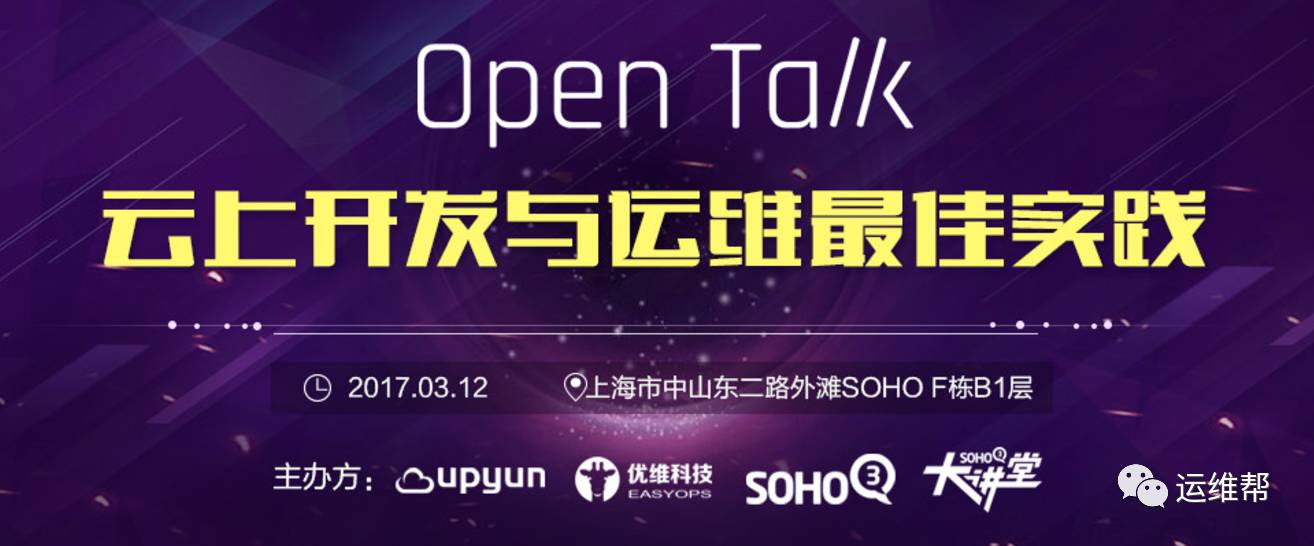 Open Talk
云上开发与运维最佳实践
2017.03.12 上海市中山东二路外滩SOHO F栋B1层
主办方： upyun 优维科技 EASYOPS SOHO 3Q SOHO 3Q 大讲堂 运维帮